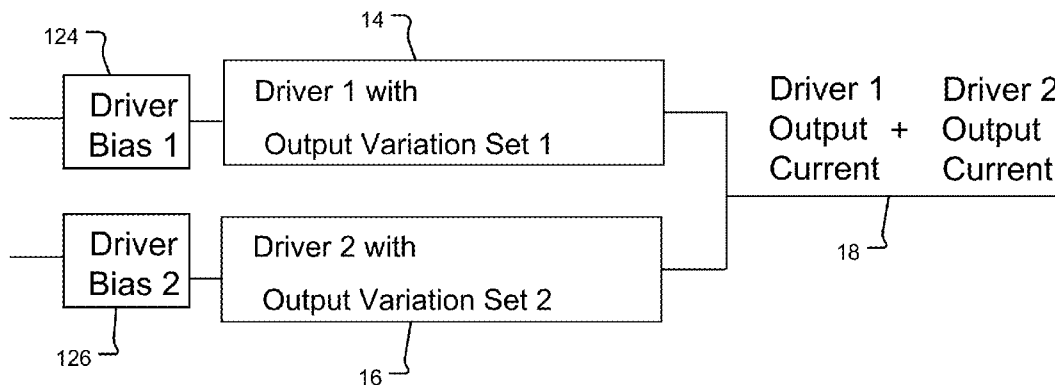 124
14
Driver
Bias 1
Driver 1 with
Output Variation Set 1
Driver 1 Driver 2
Output + Output
Current Current
Driver
Bias 2
Driver 2 with
Output Variation Set 2
18
126
16